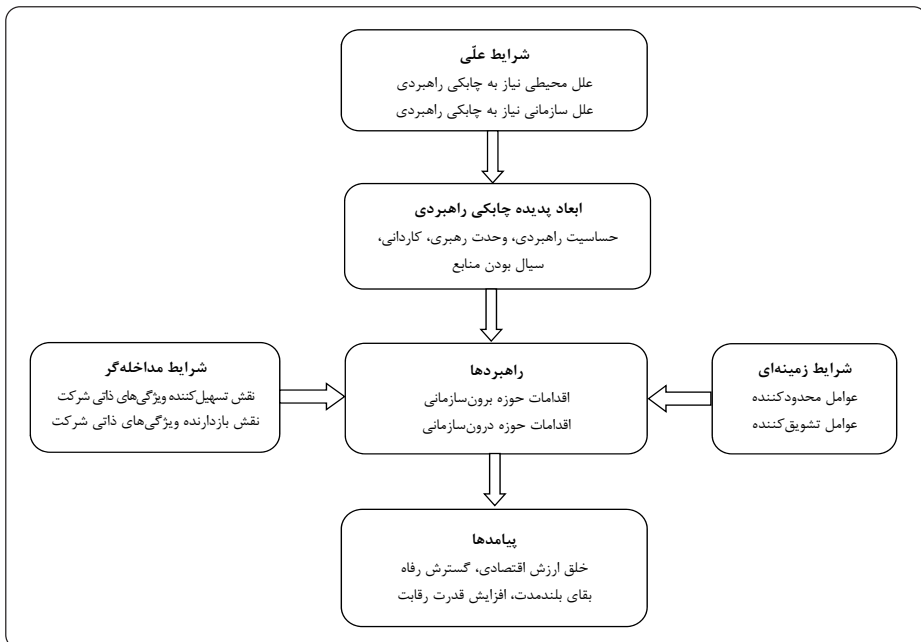 شرایط علّی
علل محیطی نیاز به چابکی راهبردی
علل سازمانی نیاز به چابکی راهبردی
ابعاد پدیده چابکی راهبردی
حساسیت راهبردی، وحدت رهبری، کاردانی،
سیال بودن منابع
شرایط زمینه‌ای
عوامل محدودکننده
عوامل تشویق‌کننده
راهبردها
اقدامات حوزه برون‌سازمانی
اقدامات حوزه درون‌سازمانی
شرایط مداخله‌گر
نقش تسهیل‌کننده ویژگی‌های ذاتی شرکت
نقش بازدارنده ویژگی‌های ذاتی شرکت
پیامدها
خلق ارزش اقتصادی، گسترش رفاه
بقای بلندمدت، افزایش قدرت رقابت